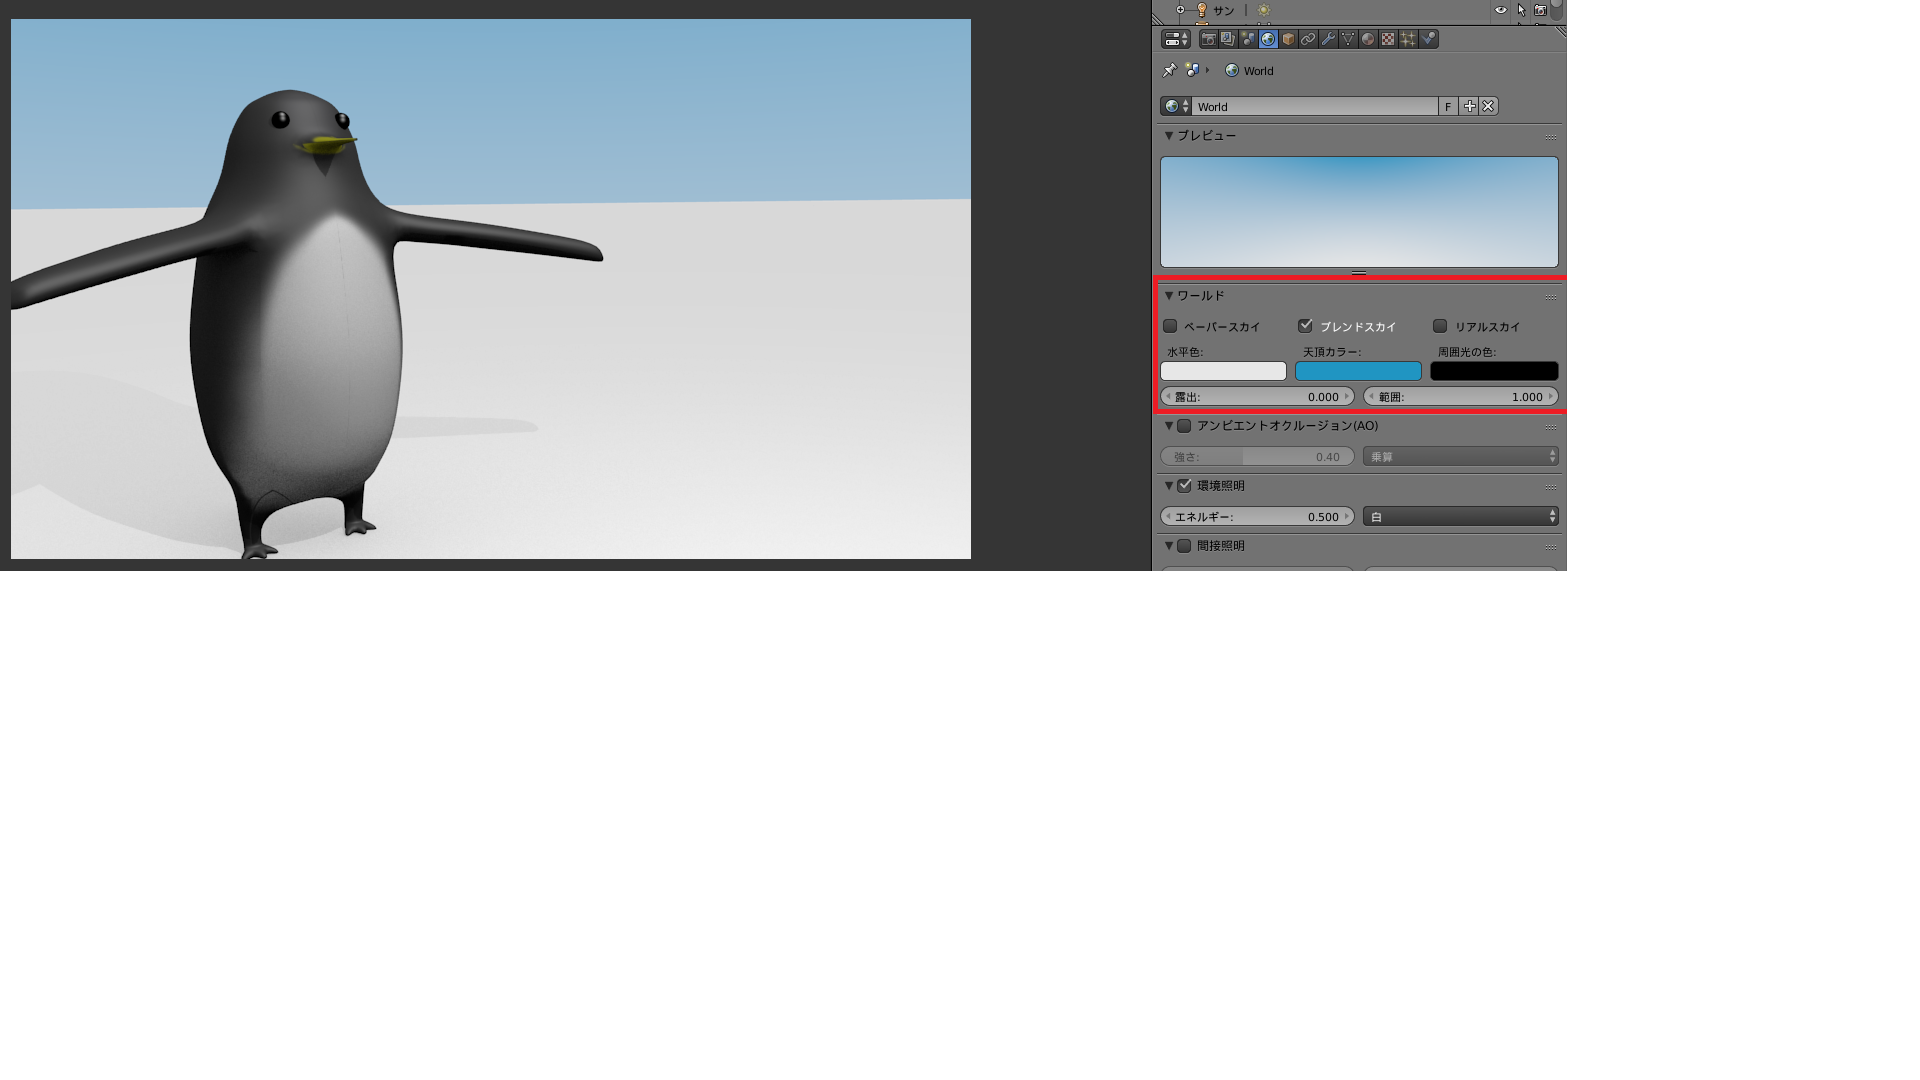 サン
World
World F
プレビュー
ワールド
ペーパースカイ ブレンドスカイ リアルスカイ
水平色: 天頂カラー: 周囲光の色:
露出: 0.000 範囲: 1.000
アンビエントオクルージョン(AO)
強さ: 0.40 乗算
環境照明
エネルギー: 0.500 白
間接照明